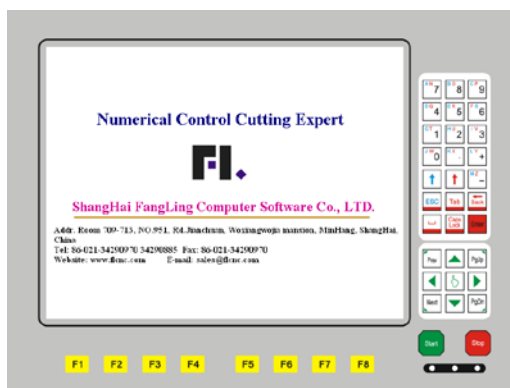 Numerical Control Cutting Expert
FL
ShangHai FangLing Computer Software Co., LTD.
Addr. Room 709-713, NO.951, Rd.Jianchuan, Woxiangwojia mansion, MinHang, ShangHai,
China
Tel: 86-021-34290970 34290885 Fax: 86-021-34290970
Website: www.flcnc.com E-mail: sales@flcnc.com
7 8 9
4 5 6
1 2 3
0 . +
-
ESC Tab Back
Caps Lock Enter
Prev PgUp
Next PgDn
Start Stop
F1 F2 F3 F4 F5 F6 F7 F8